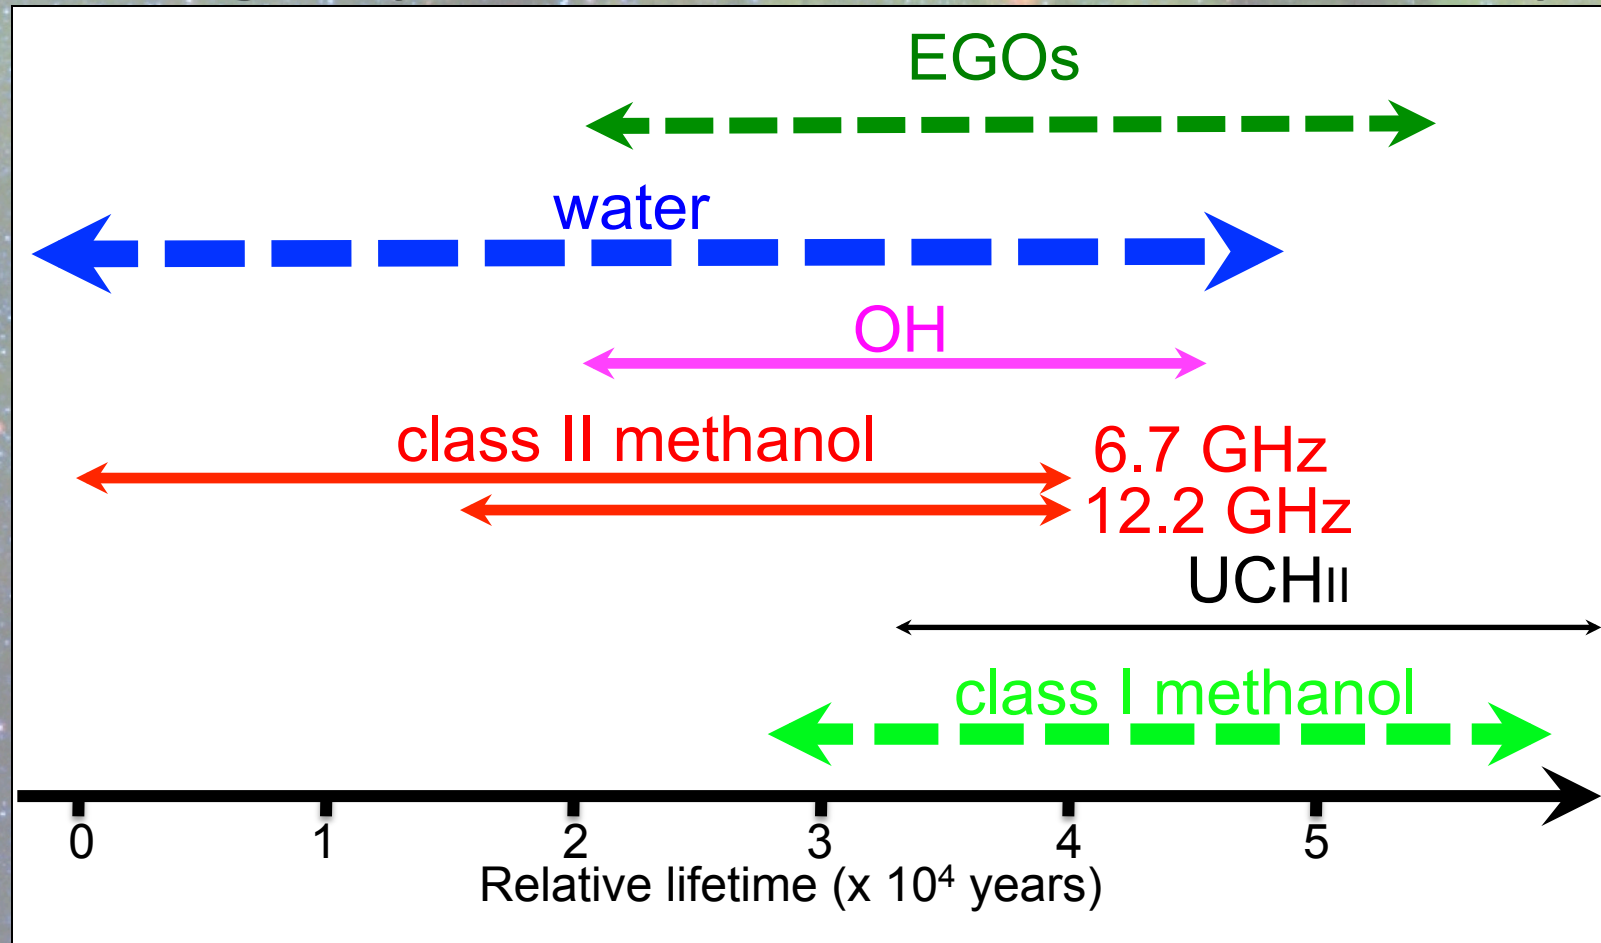 EGOs
water
OH
class II methanol
6.7 GHz
12.2 GHz
UCHII
class I methanol
0 1 2 3 4 5
Relative lifetime (x 10⁴ years)